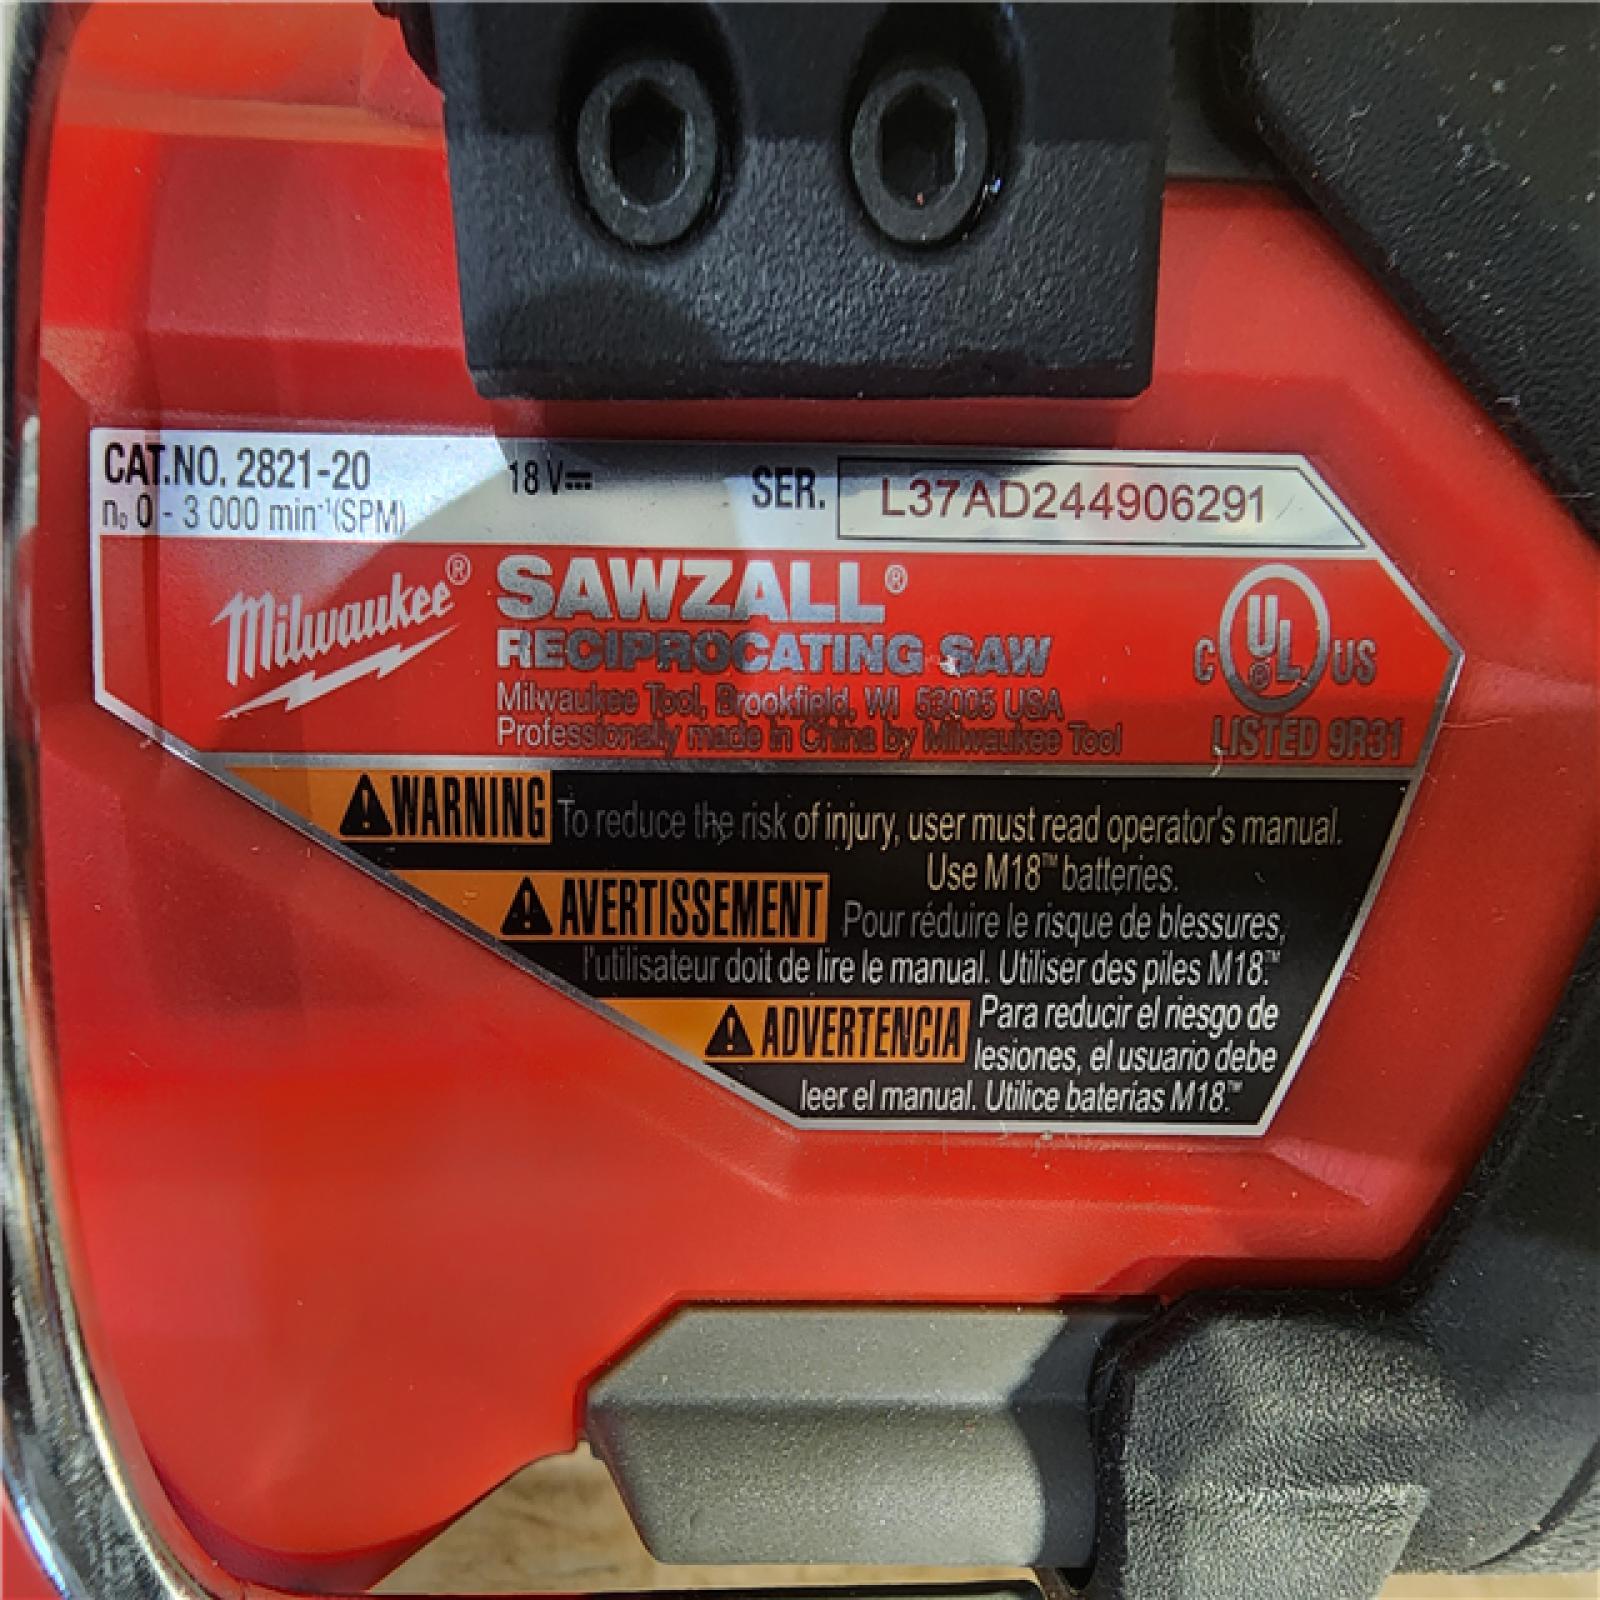 CAT.NO. 2821-20 18 V⎓ SER. L37AD244906291
n₀ 0 - 3 000 min⁻¹(SPM)
Milwaukee® SAWZALL®
RECIPROCATING SAW
Milwaukee Tool, Brookfield, WI 53005 USA
Professionally made in China by Milwaukee Tool
C UL® US
LISTED 9R31
⚠WARNING To reduce the risk of injury, user must read operator's manual.
Use M18™ batteries.
⚠AVERTISSEMENT Pour réduire le risque de blessures,
l'utilisateur doit de lire le manual. Utiliser des piles M18.™
⚠ADVERTENCIA Para reducir el riesgo de
lesiones, el usuario debe
leer el manual. Utilice baterías M18.™